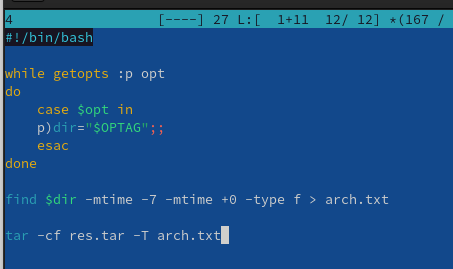 4 [----] 27 L:[ 1+11 12/ 12] *(167 /
#!/bin/bash
while getopts :p opt
do
case $opt in
p)dir="$OPTAG";;
esac
done
find $dir -mtime -7 -mtime +0 -type f > arch.txt
tar -cf res.tar -T arch.txt